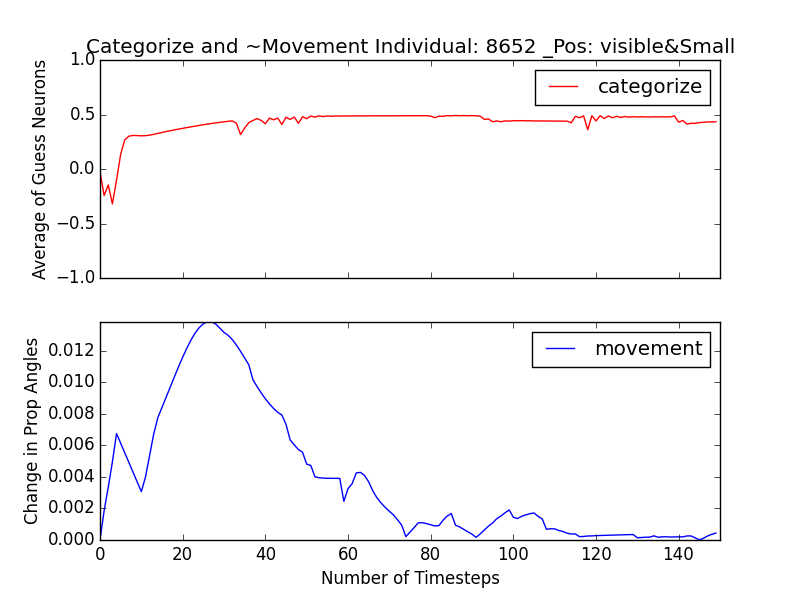 Categorize and ~Movement Individual: 8652 _Pos: visible&Small
1.0
0.5
0.0
−0.5
−1.0
Average of Guess Neurons
categorize
0.012
0.010
0.008
0.006
0.004
0.002
0.000
Change in Prop Angles
movement
0 20 40 60 80 100 120 140
Number of Timesteps